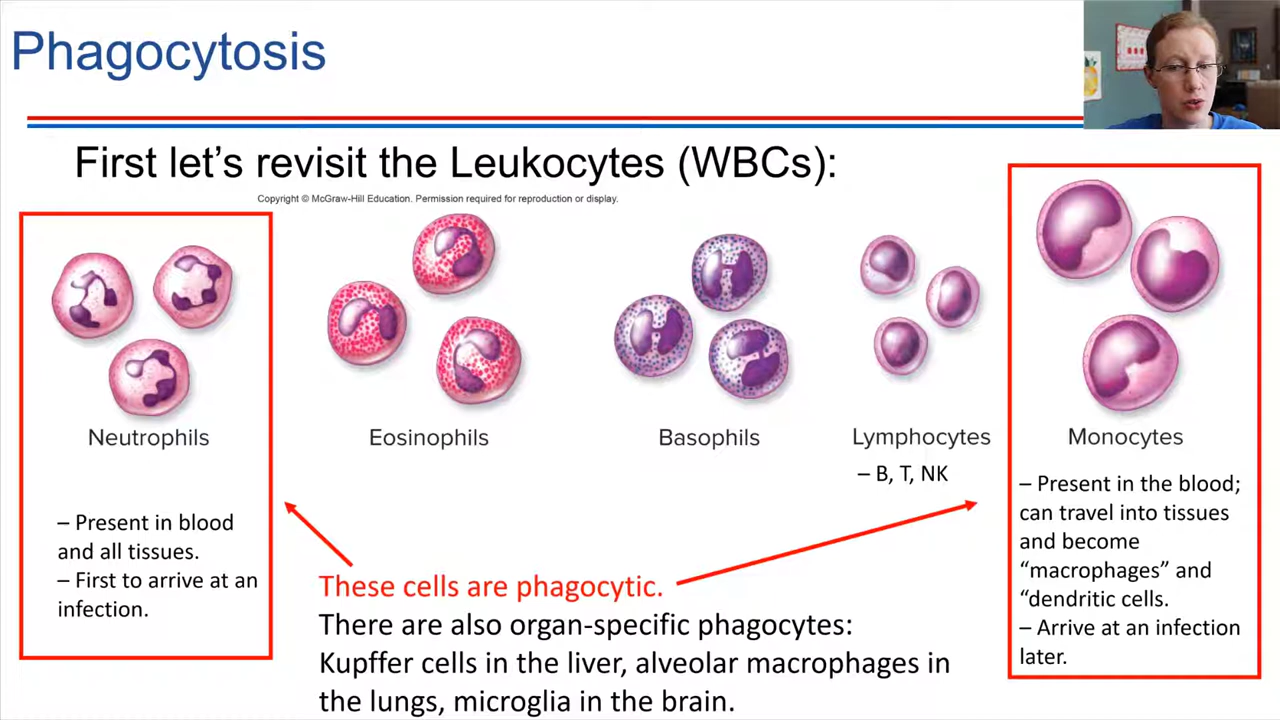 Phagocytosis
First let’s revisit the Leukocytes (WBCs):
Copyright © McGraw-Hill Education. Permission required for reproduction or display.
Neutrophils
Eosinophils
Basophils
Lymphocytes
Monocytes
– B, T, NK
– Present in blood
and all tissues.
– First to arrive at an
infection.
– Present in the blood;
can travel into tissues
and become
“macrophages” and
“dendritic cells.
– Arrive at an infection
later.
These cells are phagocytic.
There are also organ-specific phagocytes:
Kupffer cells in the liver, alveolar macrophages in
the lungs, microglia in the brain.